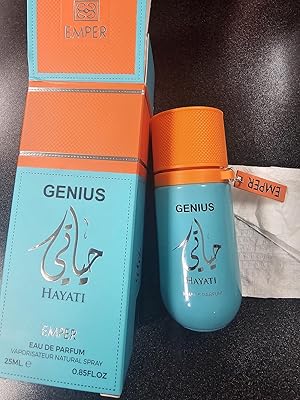 EMPER
GENIUS
حياتي
HAYATI
EMPER
EAU DE PARFUM
VAPORISATEUR NATURAL SPRAY
25ML ℮ 0.85FL.OZ
GENIUS
حياتي
HAYATI
EMPER